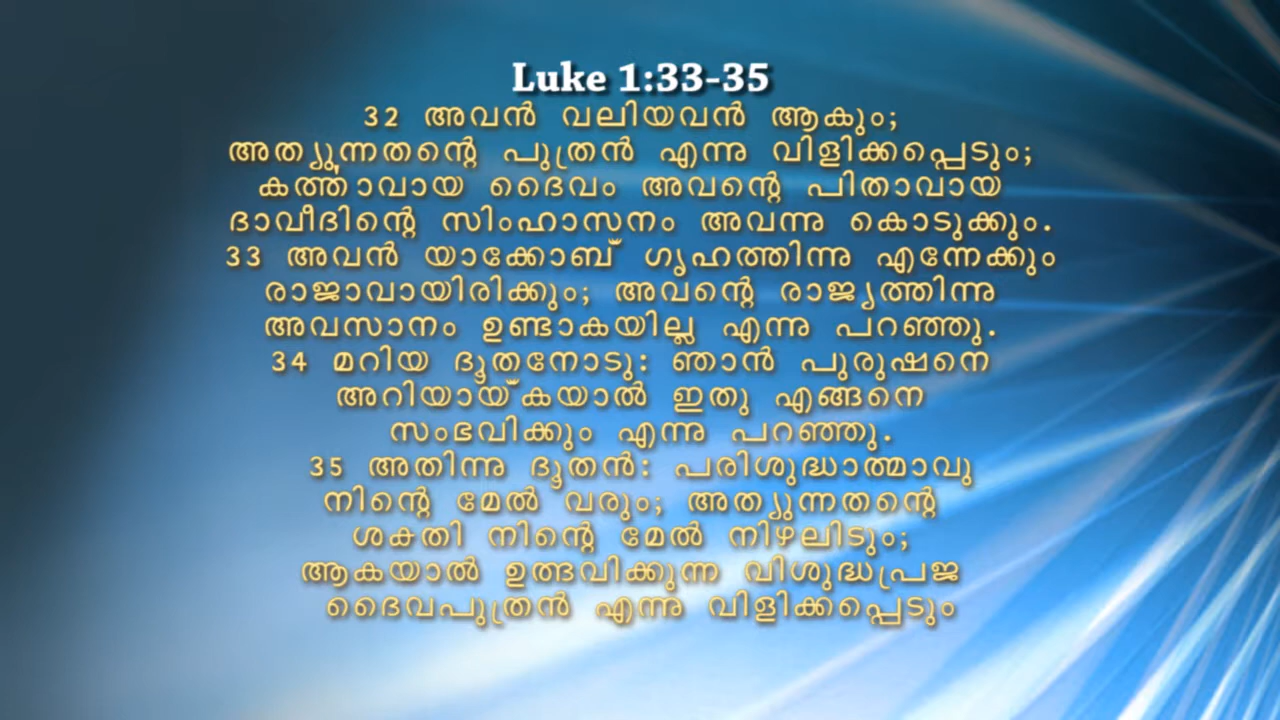 Luke 1:33-35
32 അവൻ വലിയവൻ ആകും;
അത്യുന്നതന്റെ പുത്രൻ എന്നു വിളിക്കപ്പെടും;
കർത്താവായ ദൈവം അവന്റെ പിതാവായ
ദാവീദിന്റെ സിംഹാസനം അവന്നു കൊടുക്കും.
33 അവൻ യാക്കോബ് ഗൃഹത്തിന്നു എന്നേക്കും
രാജാവായിരിക്കും; അവന്റെ രാജ്യത്തിന്നു
അവസാനം ഉണ്ടാകയില്ല എന്നു പറഞ്ഞു.
34 മറിയ ദൂതനോടു: ഞാൻ പുരുഷനെ
അറിയായ്കയാൽ ഇതു എങ്ങനെ
സംഭവിക്കും എന്നു പറഞ്ഞു.
35 അതിന്നു ദൂതൻ: പരിശുദ്ധാത്മാവു
നിന്റെ മേൽ വരും; അത്യുന്നതന്റെ
ശക്തി നിന്റെ മേൽ നിഴലിടും;
ആകയാൽ ഉത്ഭവിക്കുന്ന വിശുദ്ധപ്രജ
ദൈവപുത്രൻ എന്നു വിളിക്കപ്പെടും